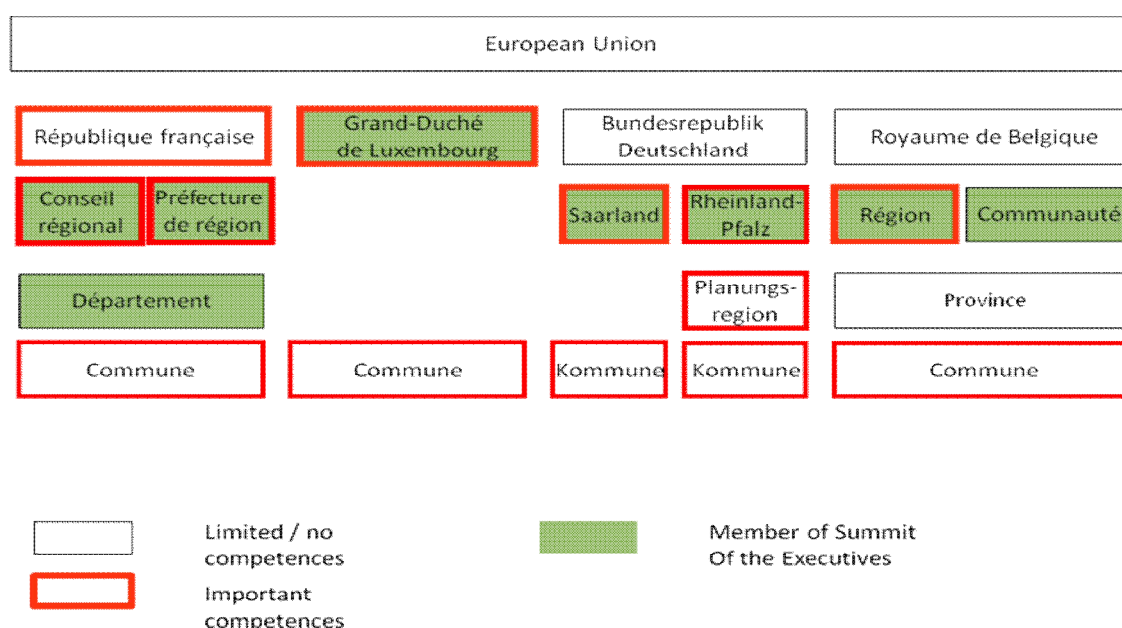 European Union
République française
Grand-Duché
de Luxembourg
Bundesrepublik
Deutschland
Royaume de Belgique
Conseil
régional
Préfecture
de région
Saarland
Rheinland-
Pfalz
Région
Communauté
Département
Planungs-
region
Province
Commune
Commune
Kommune
Kommune
Commune
Limited / no
competences
Member of Summit
Of the Executives
Important
competences